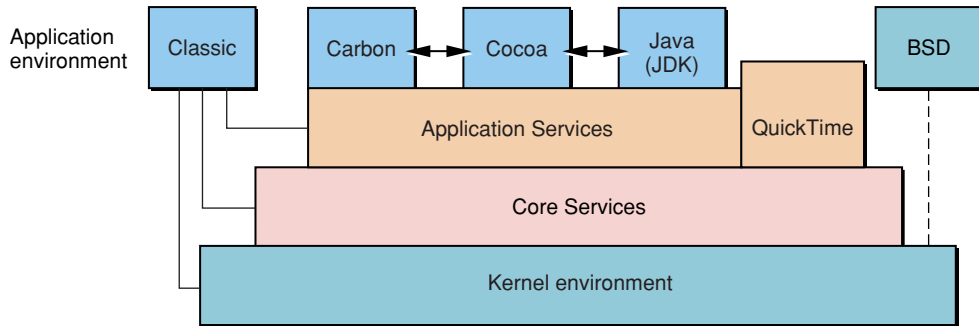 Application
environment
Classic
Carbon
Cocoa
Java
(JDK)
BSD
Application Services
QuickTime
Core Services
Kernel environment